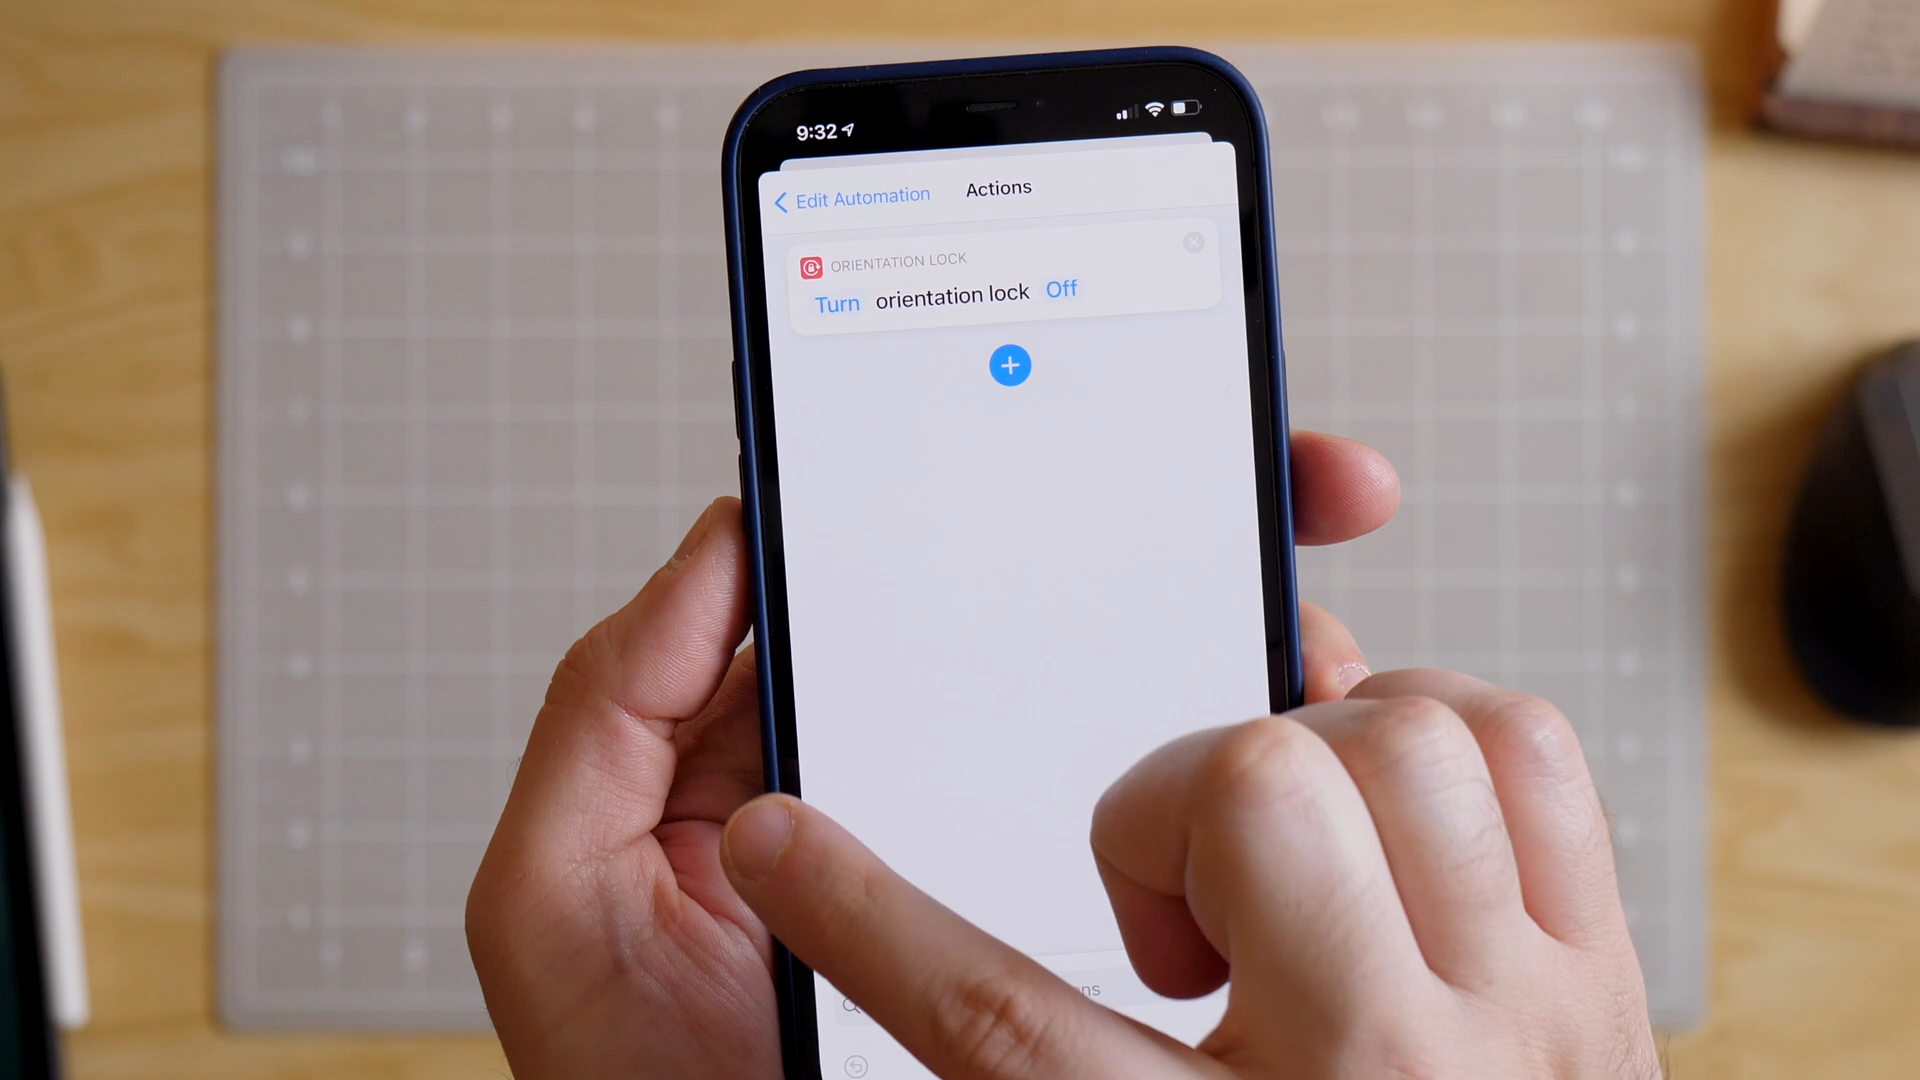 9:32
Edit Automation Actions
ORIENTATION LOCK
Turn orientation lock Off